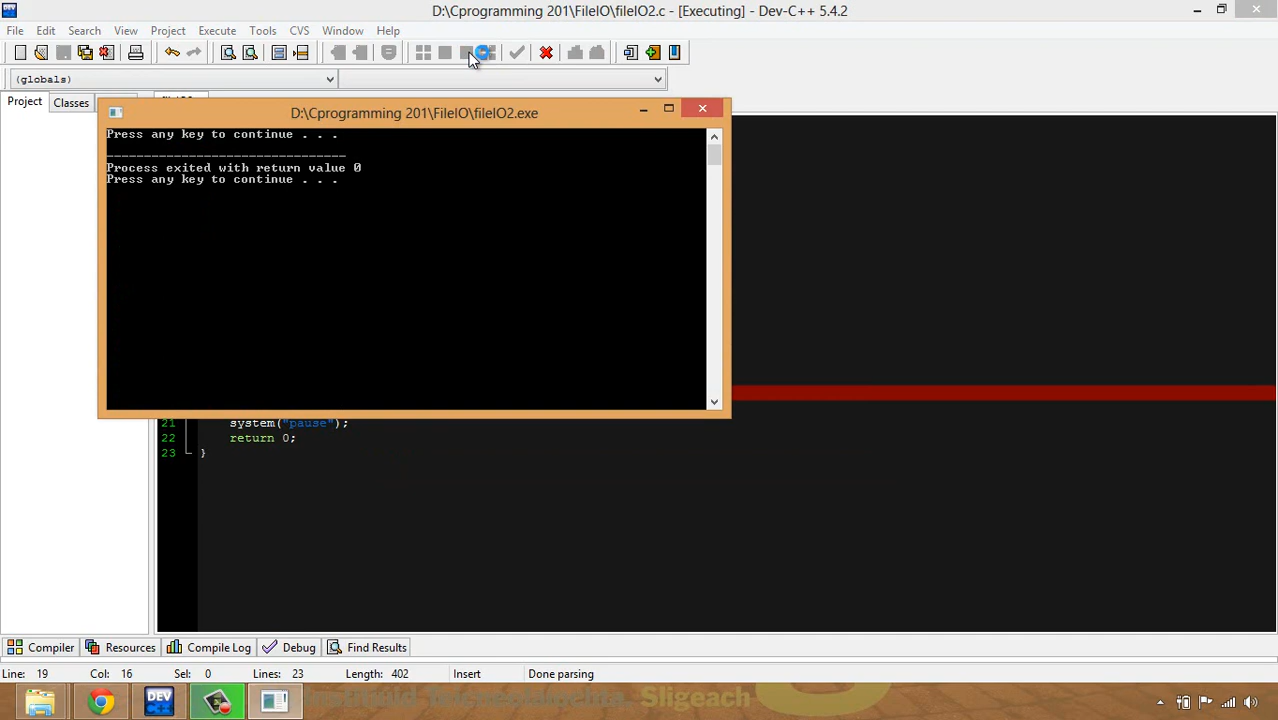 D:\Cprogramming 201\FileIO\fileIO2.c - [Executing] - Dev-C++ 5.4.2
File Edit Search View Project Execute Tools CVS Window Help
(globals)
Project Classes
D:\Cprogramming 201\FileIO\fileIO2.exe
Press any key to continue . . .
--------------------------------
Process exited with return value 0
Press any key to continue . . .
21 system("pause");
22 return 0;
23 }
Compiler Resources Compile Log Debug Find Results
Line: 19 Col: 16 Sel: 0 Lines: 23 Length: 402 Insert Done parsing
DEV
Sligeach